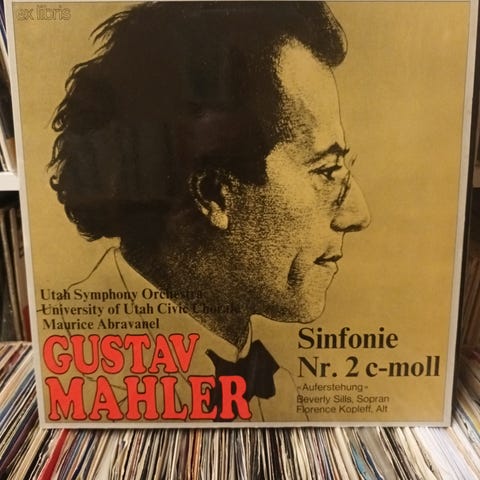 ex libris
Utah Symphony Orchestra
University of Utah Civic Chorale
Maurice Abravanel
GUSTAV
MAHLER
Sinfonie
Nr. 2 c-moll
»Auferstehung«
Beverly Sills, Sopran
Florence Kopleff, Alt